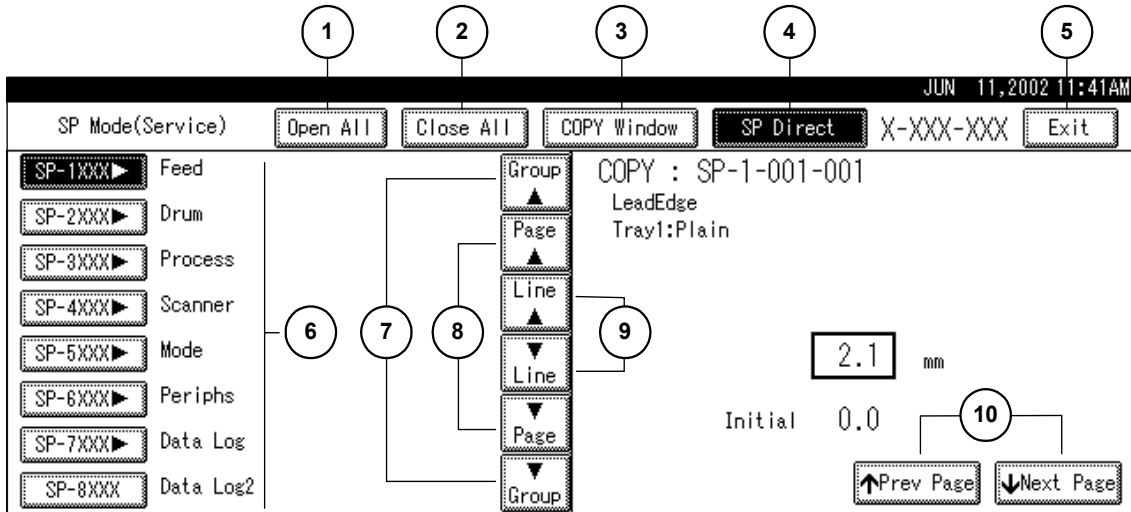 1 2 3 4 5
JUN 11,2002 11:41AM
SP Mode(Service) Open All Close All COPY Window SP Direct X-XXX-XXX Exit
SP-1XXX▶ Feed
SP-2XXX▶ Drum
SP-3XXX▶ Process
SP-4XXX▶ Scanner
SP-5XXX▶ Mode
SP-6XXX▶ Periphs
SP-7XXX▶ Data Log
SP-8XXX Data Log2
6 7 8 9
Group ▲
Page ▲
Line ▲
▼ Line
▼ Page
▼ Group
COPY : SP-1-001-001
LeadEdge
Tray1:Plain
2.1 mm
Initial 0.0
10
↑Prev Page ↓Next Page